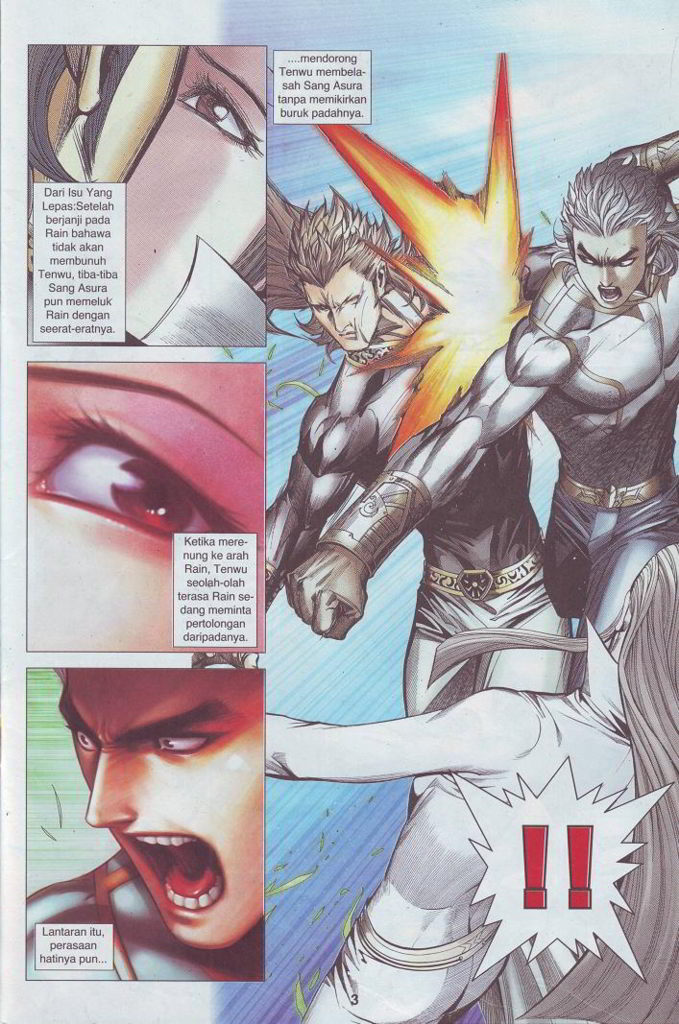 Dari Isu Yang
Lepas:Setelah
berjanji pada
Rain bahawa
tidak akan
membunuh
Tenwu, tiba-tiba
Sang Asura
pun memeluk
Rain dengan
seerat-eratnya.
Ketika mere-
nung ke arah
Rain, Tenwu
seolah-olah
terasa Rain se-
dang meminta
pertolongan
daripadanya.
Lantaran itu,
perasaan
hatinya pun...
....mendorong
Tenwu membela-
sah Sang Asura
tanpa memikirkan
buruk padahnya.
!!
3